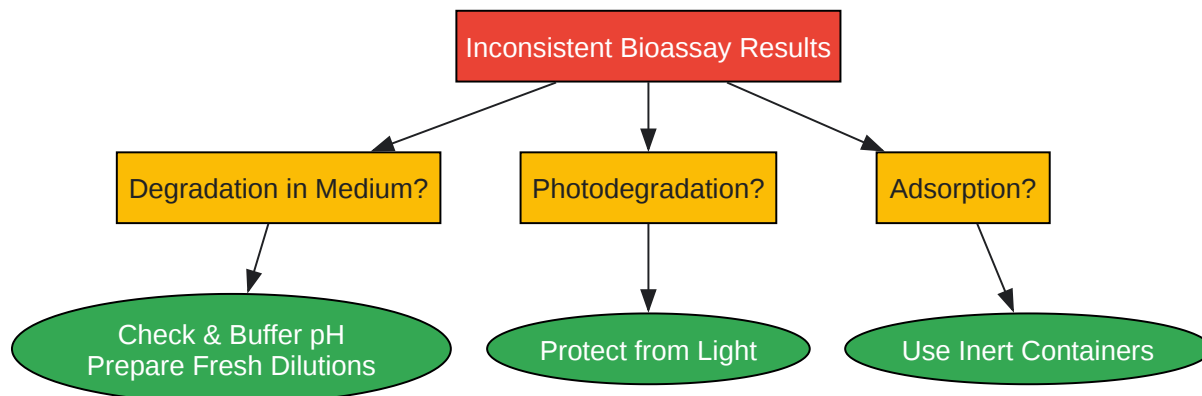 Inconsistent Bioassay Results
Degradation in Medium?
Photodegradation?
Adsorption?
Check & Buffer pH
Prepare Fresh Dilutions
Protect from Light
Use Inert Containers